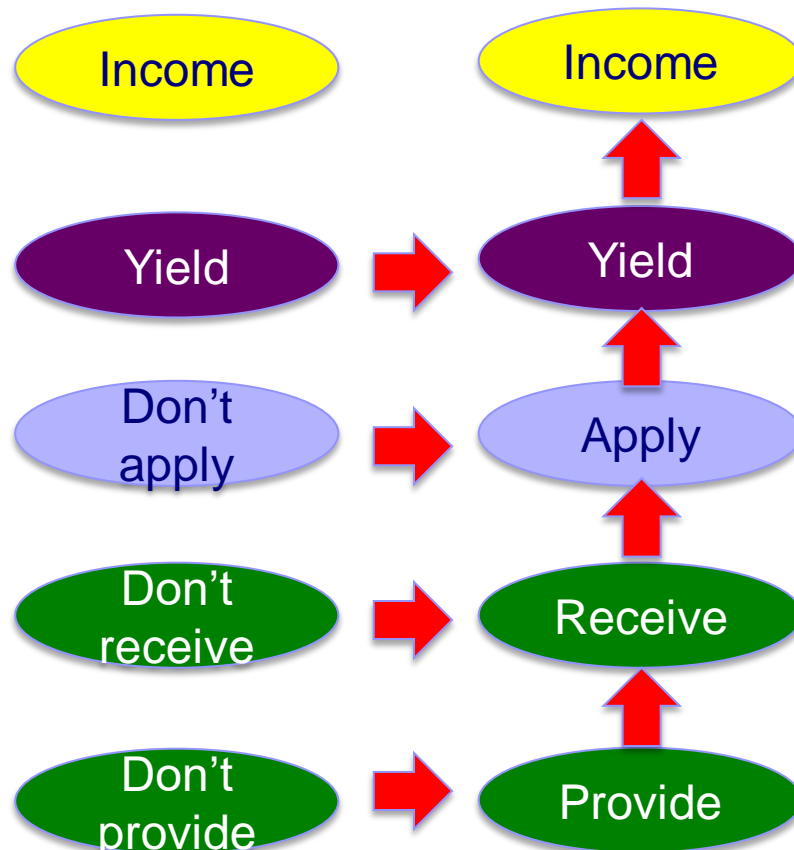 Income
Income
Yield
Yield
Don’t
apply
Apply
Don’t
receive
Receive
Don’t
provide
Provide